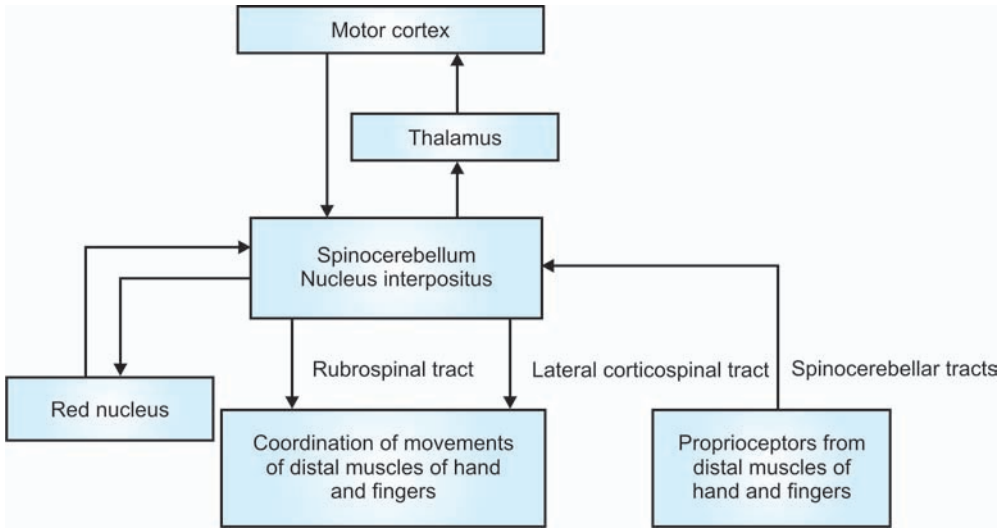 Motor cortex
Thalamus
Spinocerebellum
Nucleus interpositus
Rubrospinal tract
Lateral corticospinal tract
Spinocerebellar tracts
Red nucleus
Coordination of movements
of distal muscles of hand
and fingers
Proprioceptors from
distal muscles of
hand and fingers